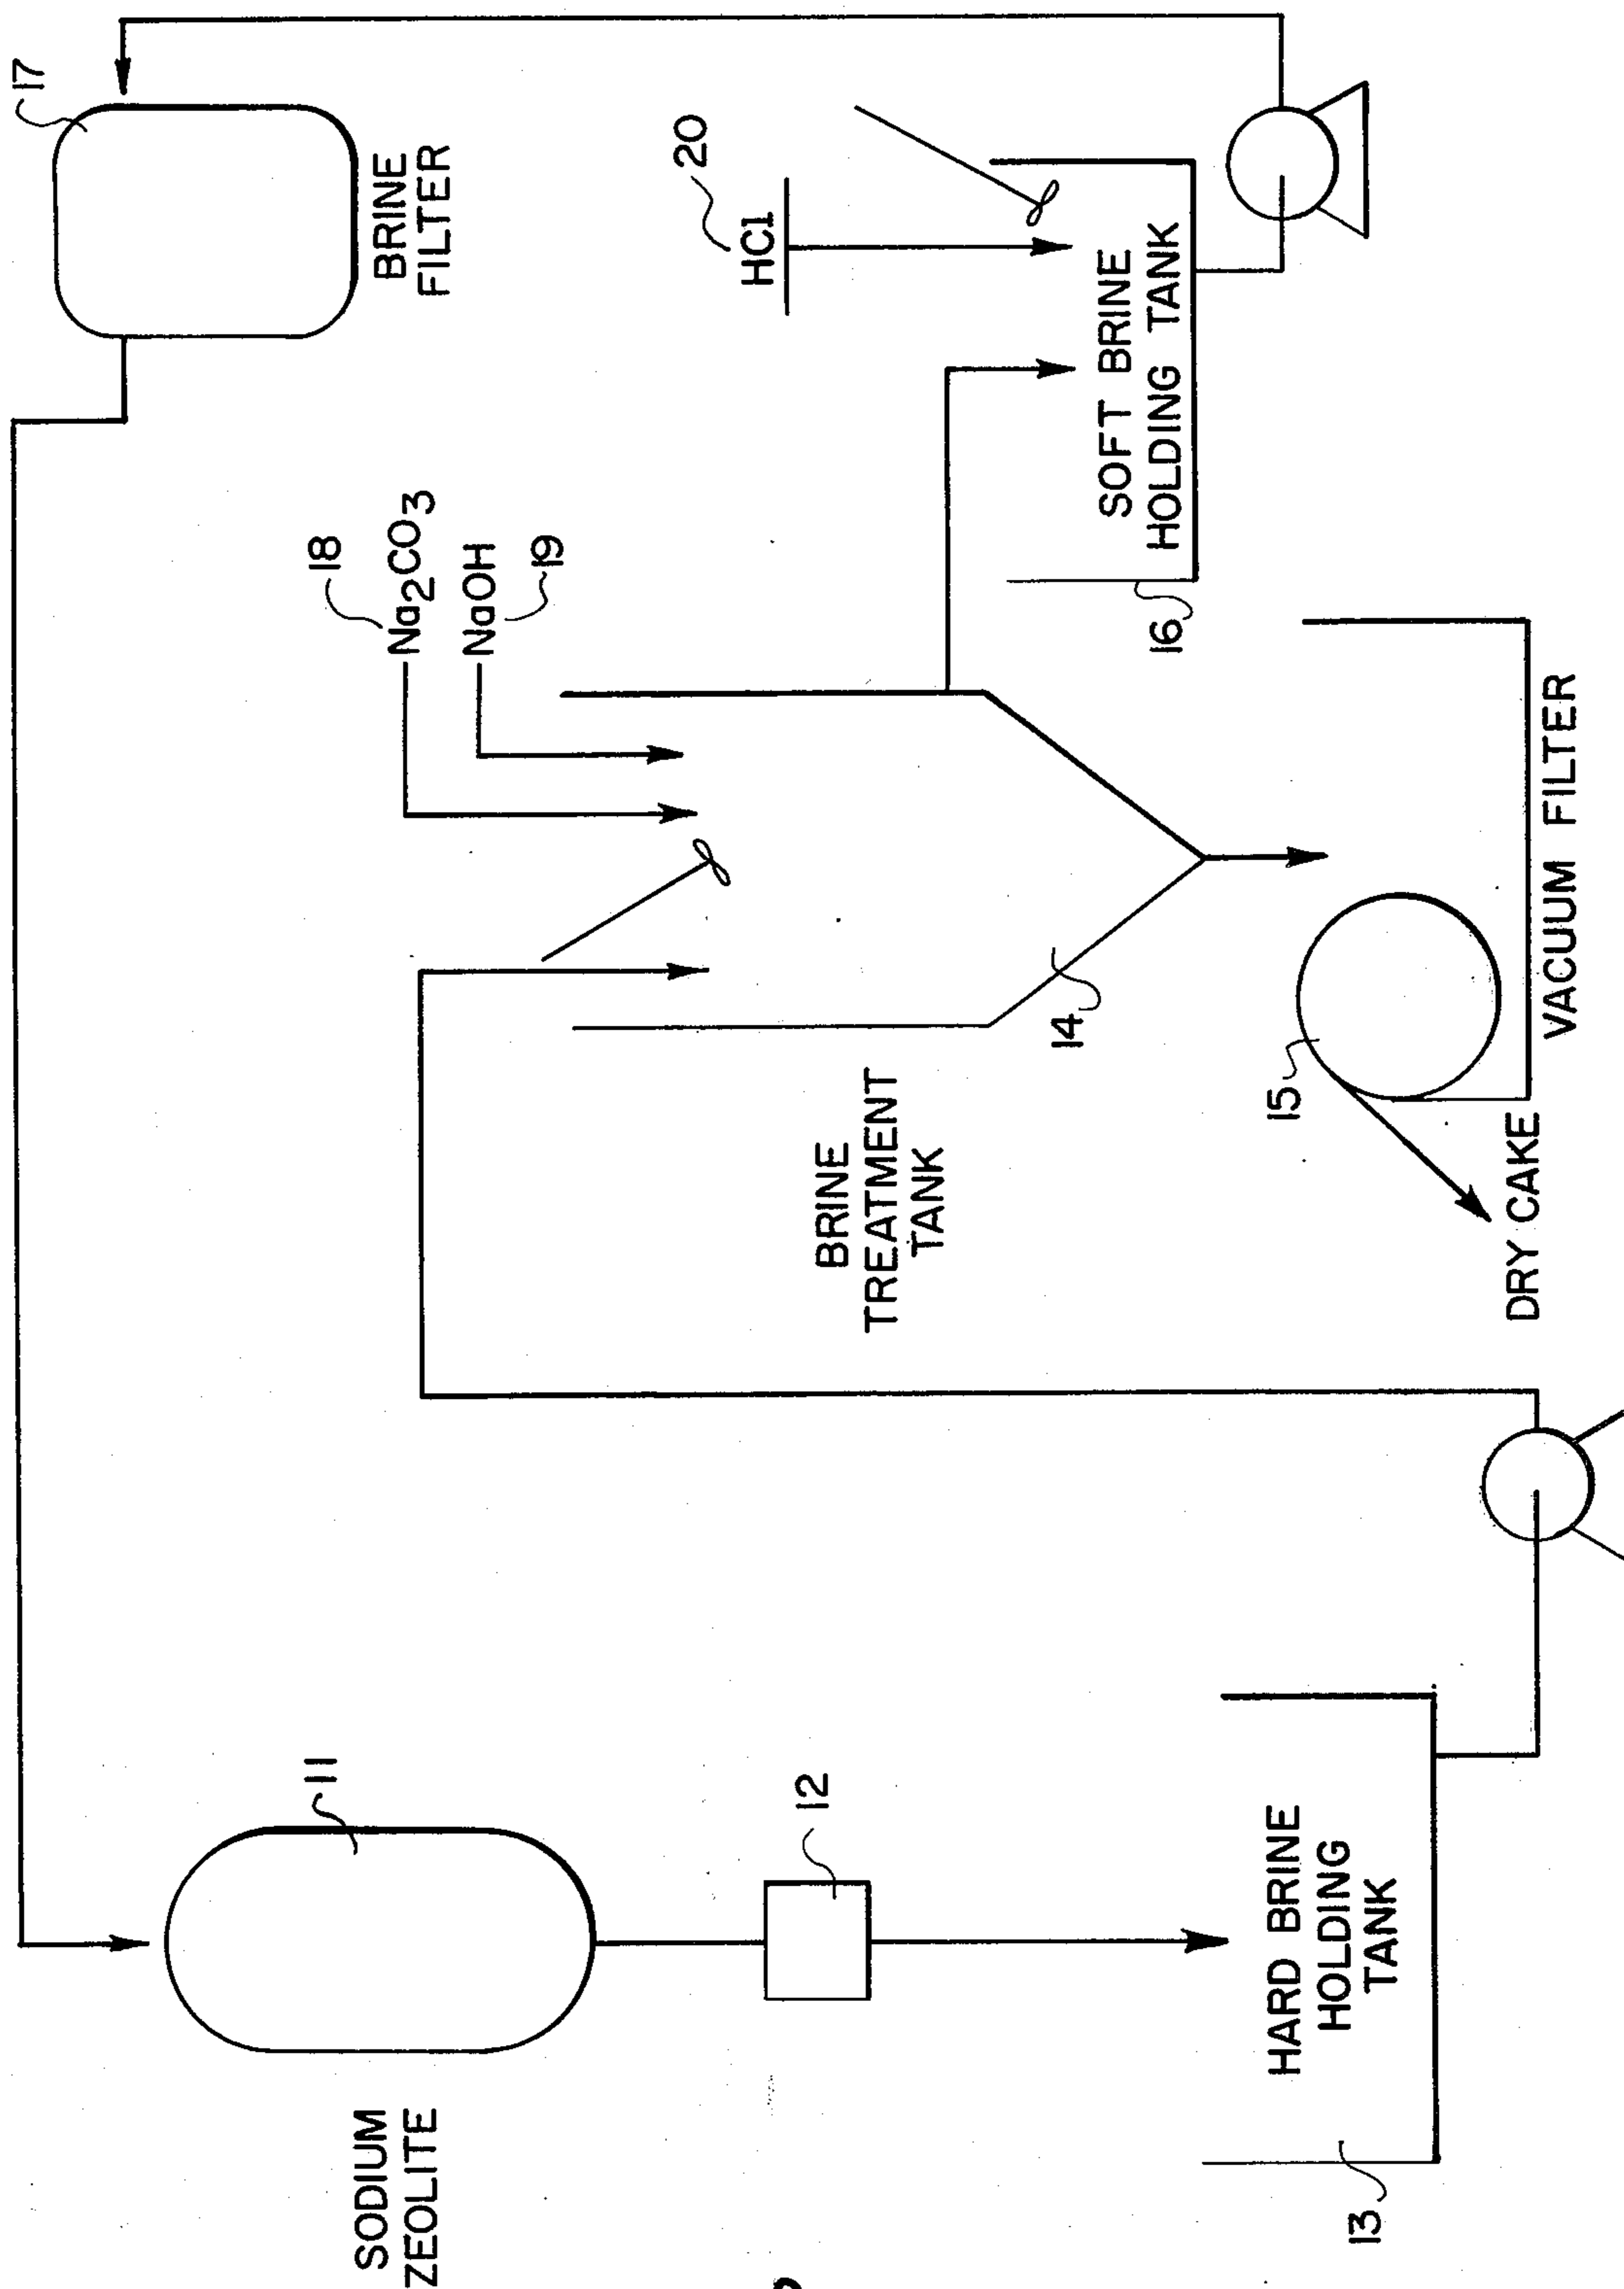 SODIUM
ZEOLITE
11
12
HARD BRINE
HOLDING
TANK
13
BRINE
TREATMENT
TANK
14
18
Na2CO3
NaOH
19
15
DRY CAKE
VACUUM FILTER
17
BRINE
FILTER
20
HCl
SOFT BRINE
HOLDING TANK
16